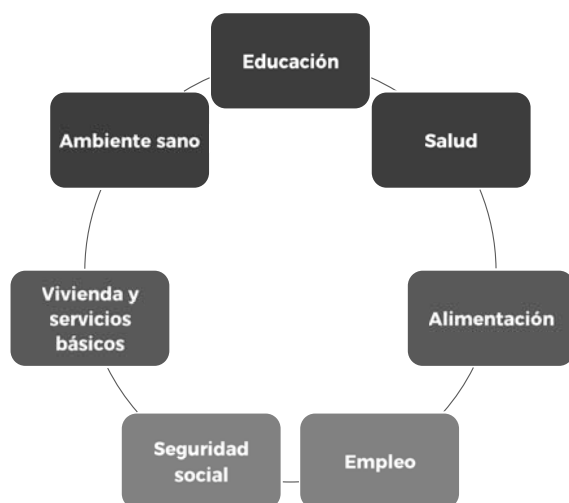 Educación
Salud
Alimentación
Empleo
Seguridad
social
Vivienda y
servicios
básicos
Ambiente sano